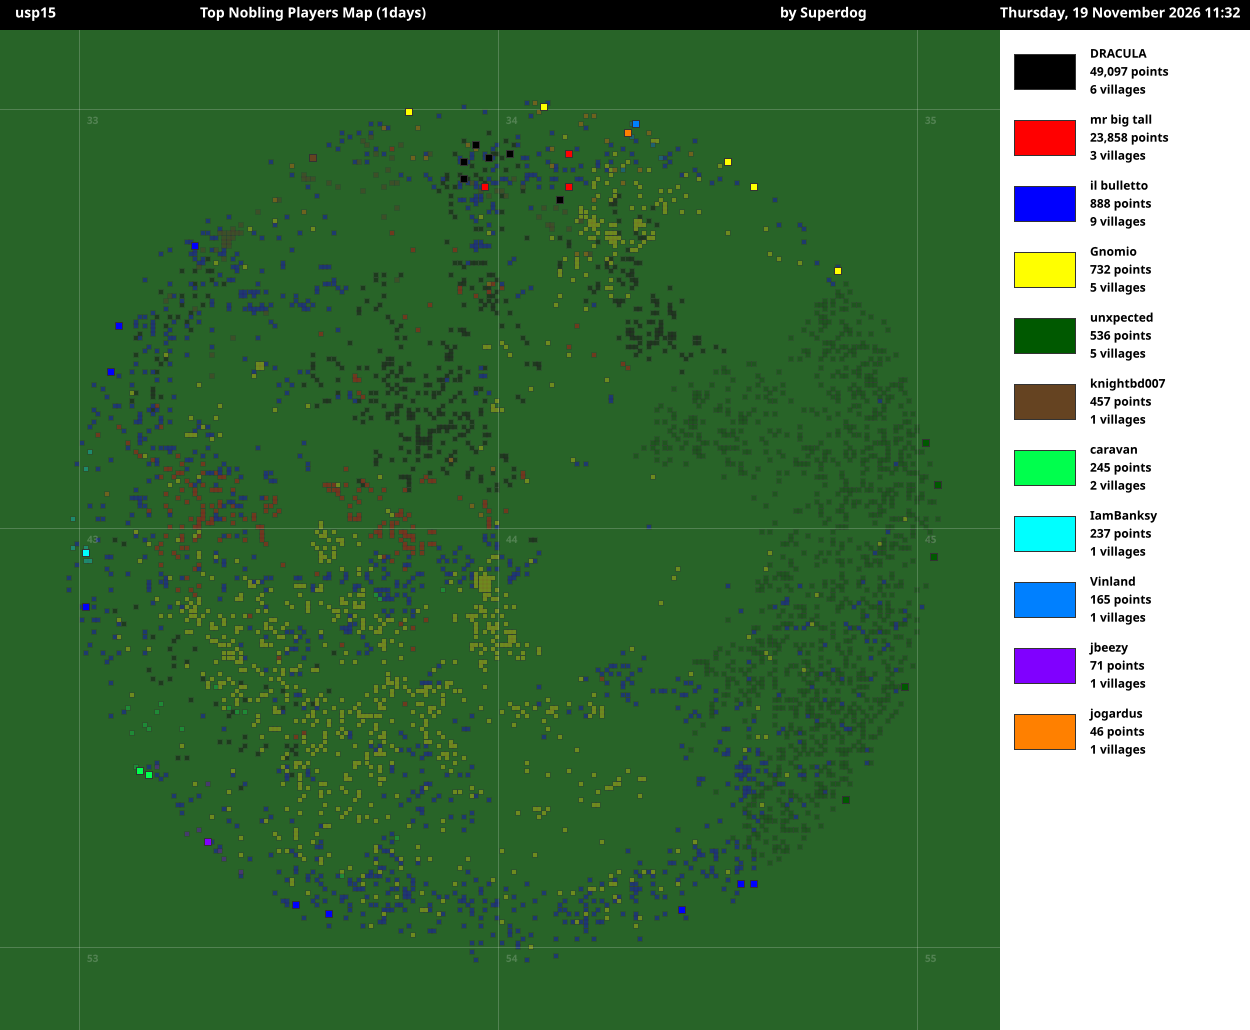 usp15 Top Nobling Players Map (1days) by Superdog Thursday, 19 November 2026 11:32
33 34 35
43 44 45
53 54 55
DRACULA
49,097 points
6 villages
mr big tall
23,858 points
3 villages
il bulletto
888 points
9 villages
Gnomio
732 points
5 villages
unxpected
536 points
5 villages
knightbd007
457 points
1 villages
caravan
245 points
2 villages
IamBanksy
237 points
1 villages
Vinland
165 points
1 villages
jbeezy
71 points
1 villages
jogardus
46 points
1 villages